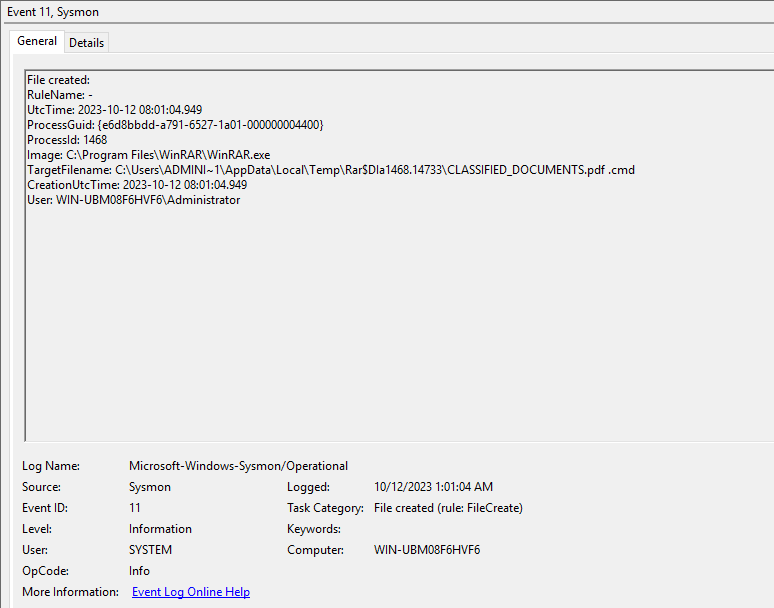 Event 11, Sysmon
General Details
File created:
RuleName: -
UtcTime: 2023-10-12 08:01:04.949
ProcessGuid: {e6d8bbdd-a791-6527-1a01-000000004400}
ProcessId: 1468
Image: C:\Program Files\WinRAR\WinRAR.exe
TargetFilename: C:\Users\ADMINI~1\AppData\Local\Temp\Rar$DIa1468.14733\CLASSIFIED_DOCUMENTS.pdf .cmd
CreationUtcTime: 2023-10-12 08:01:04.949
User: WIN-UBM08F6HVF6\Administrator
Log Name: Microsoft-Windows-Sysmon/Operational
Source: Sysmon Logged: 10/12/2023 1:01:04 AM
Event ID: 11 Task Category: File created (rule: FileCreate)
Level: Information Keywords:
User: SYSTEM Computer: WIN-UBM08F6HVF6
OpCode: Info
More Information: Event Log Online Help